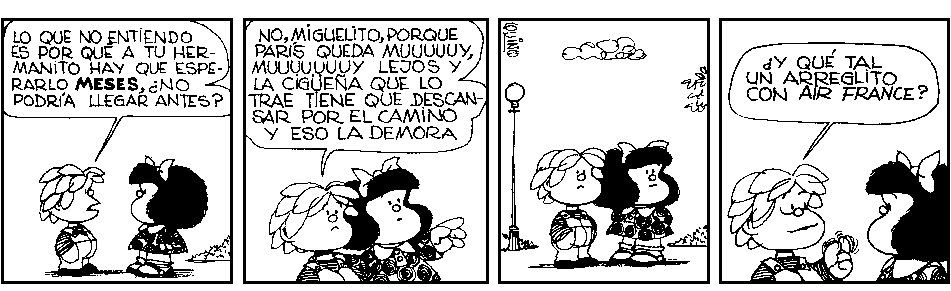 LO QUE NO ENTIENDO
ES POR QUÉ A TU HER-
MANITO HAY QUE ESPE-
RARLO MESES, ¿NO
PODRÍA LLEGAR ANTES?
NO, MIGUELITO, PORQUE
PARÍS QUEDA MUUUUUY,
MUUUUUUUY LEJOS Y
LA CIGÜEÑA QUE LO
TRAE TIENE QUE DESCAN-
SAR POR EL CAMINO
Y ESO LA DEMORA
QUINO
¿Y QUÉ TAL
UN ARREGLITO
CON AIR FRANCE?